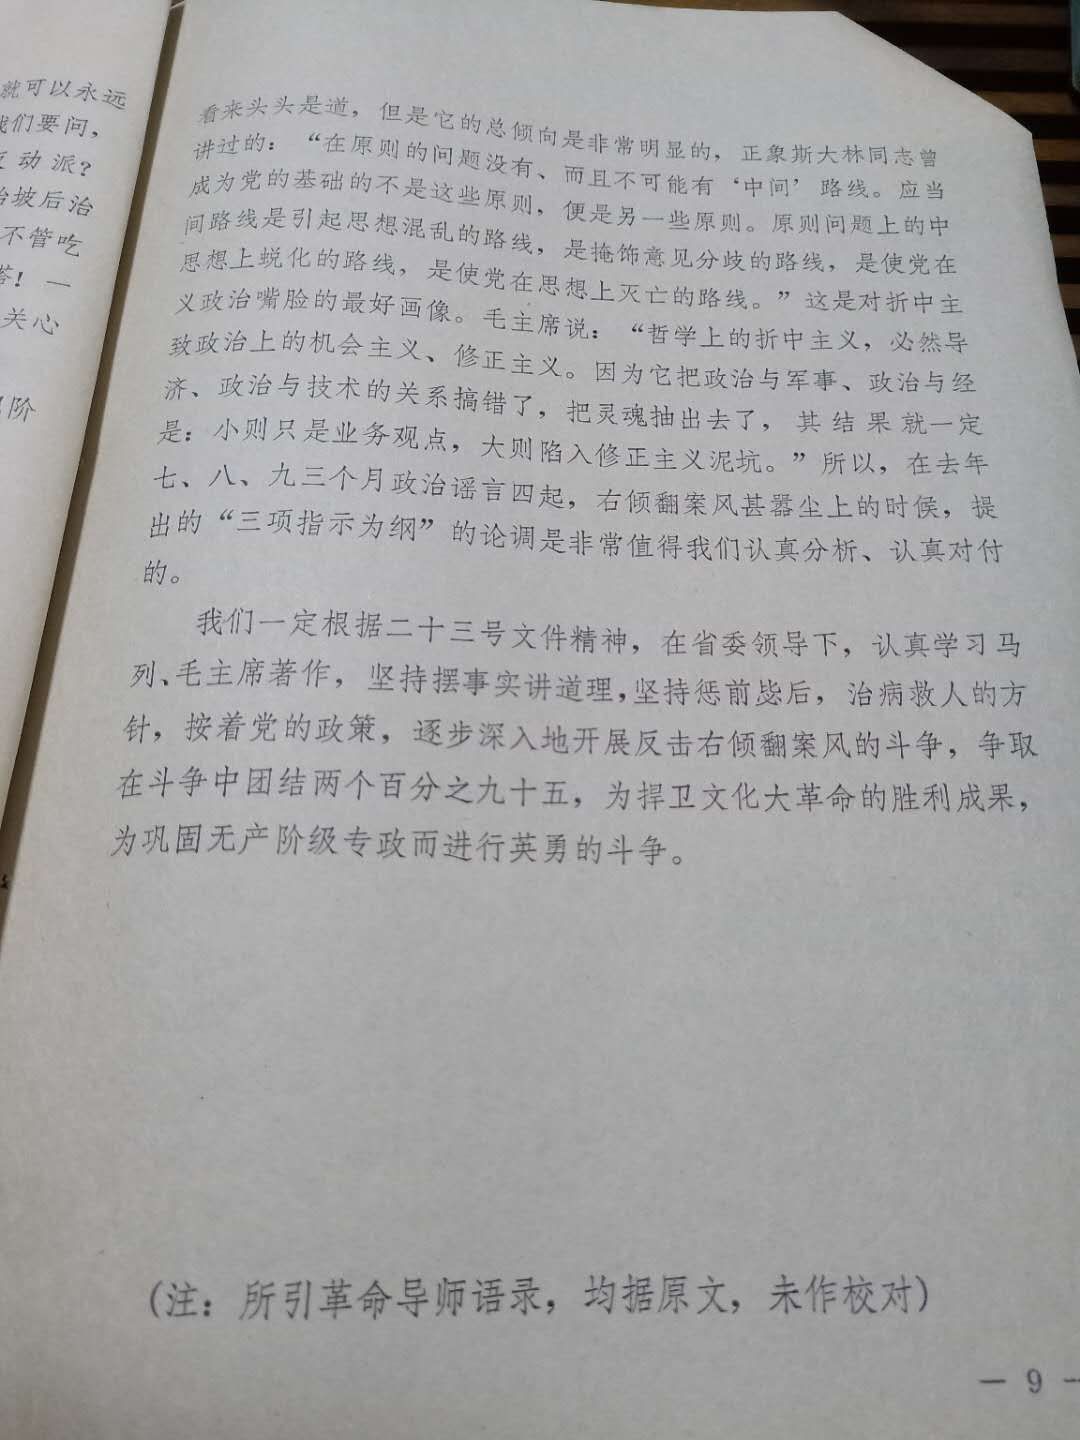 就可以永远
们要问，
动派？
坡后治
不管吃
！一
关心
阶
看来头头是道，但是它的总倾向是非常明显的，正象斯大林同志曾
讲过的：“在原则的问题没有、而且不可能有‘中间’路线。应当
成为党的基础的不是这些原则，便是另一些原则。原则问题上的中
间路线是引起思想混乱的路线，是掩饰意见分歧的路线，是使党在
思想上蜕化的路线，是使党在思想上灭亡的路线。”这是对折中主
义政治嘴脸的最好画像。毛主席说：“哲学上的折中主义，必然导
致政治上的机会主义、修正主义。因为它把政治与军事、政治与经
济、政治与技术的关系搞错了，把灵魂抽出去了，其结果就一定
是：小则只是业务观点，大则陷入修正主义泥坑。”所以，在去年
七、八、九三个月政治谣言四起，右倾翻案风甚嚣尘上的时候，提
出的“三项指示为纲”的论调是非常值得我们认真分析、认真对付
的。
我们一定根据二十三号文件精神，在省委领导下，认真学习马
列、毛主席著作，坚持摆事实讲道理，坚持惩前毖后，治病救人的方
针，按着党的政策，逐步深入地开展反击右倾翻案风的斗争，争取
在斗争中团结两个百分之九十五，为捍卫文化大革命的胜利成果，
为巩固无产阶级专政而进行英勇的斗争。
（注：所引革命导师语录，均据原文，未作校对）
— 9 —